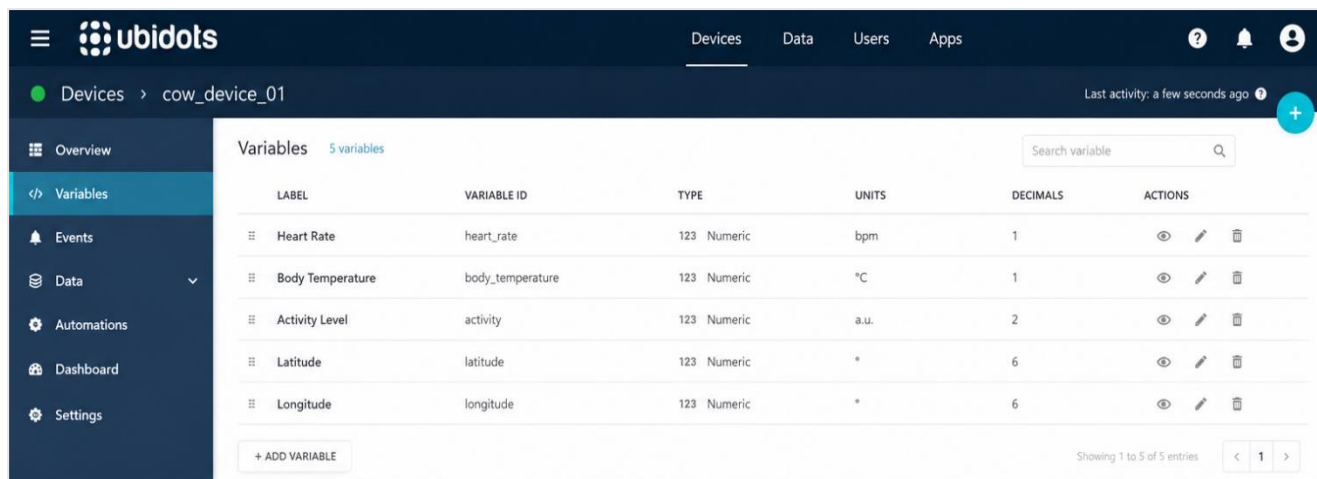 ubidots
Devices Data Users Apps
?
Devices > cow_device_01
Last activity: a few seconds ago ?
+
Overview
</> Variables
Events
Data
Automations
Dashboard
Settings
Variables 5 variables
Search variable
LABEL VARIABLE ID TYPE UNITS DECIMALS ACTIONS
Heart Rate heart_rate 123 Numeric bpm 1
Body Temperature body_temperature 123 Numeric °C 1
Activity Level activity 123 Numeric a.u. 2
Latitude latitude 123 Numeric ° 6
Longitude longitude 123 Numeric ° 6
+ ADD VARIABLE
Showing 1 to 5 of 5 entries < 1 >